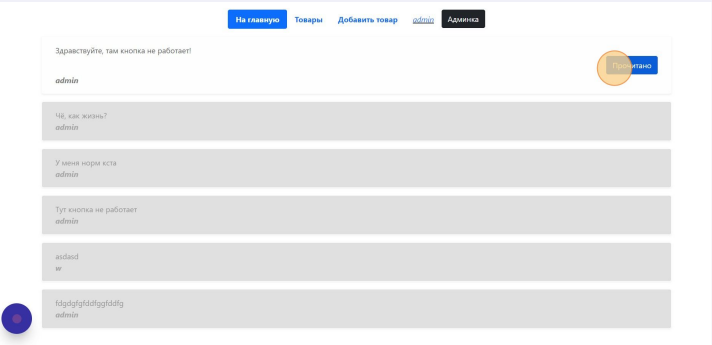 На главную Товары Добавить товар admin Админка
Здравствуйте, там кнопка не работает!
Прочитано
admin
Чё, как жизнь?
admin
У меня норм кста
admin
Тут кнопка не работает
admin
asdasd
w
fdgdgfgfddfggfddfg
admin